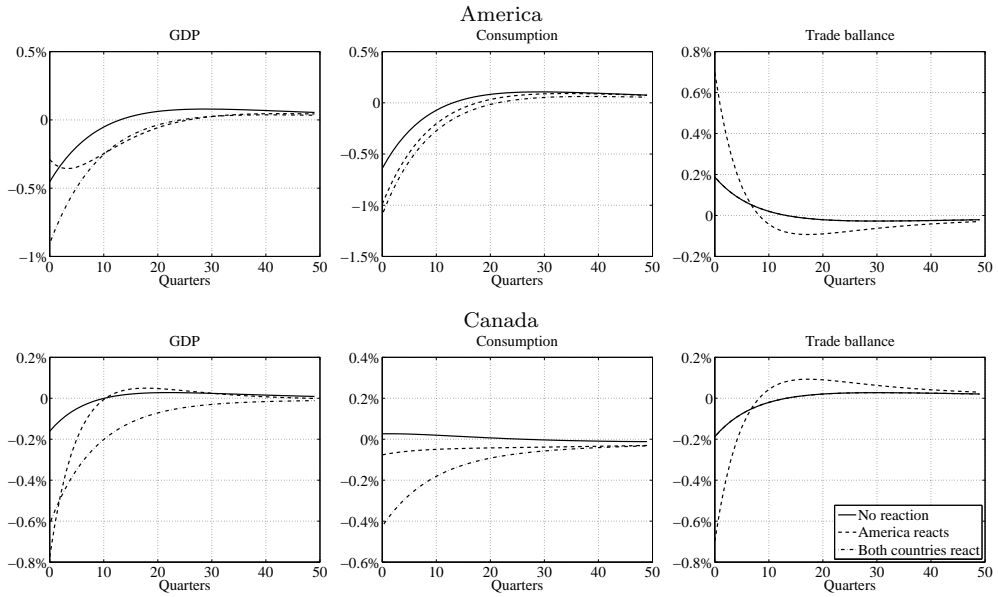 America
GDP
0.5%
0
−0.5%
−1%
0 10 20 30 40 50
Quarters
Consumption
0.5%
0
−0.5%
−1%
−1.5%
0 10 20 30 40 50
Quarters
Trade ballance
0.8%
0.6%
0.4%
0.2%
0
−0.2%
0 10 20 30 40 50
Quarters
Canada
GDP
0.2%
0
−0.2%
−0.4%
−0.6%
−0.8%
0 10 20 30 40 50
Quarters
Consumption
0.4%
0.2%
0%
−0.2%
−0.4%
−0.6%
0 10 20 30 40 50
Quarters
Trade ballance
0.2%
0
−0.2%
−0.4%
−0.6%
−0.8%
0 10 20 30 40 50
Quarters
No reaction
America reacts
Both countries react